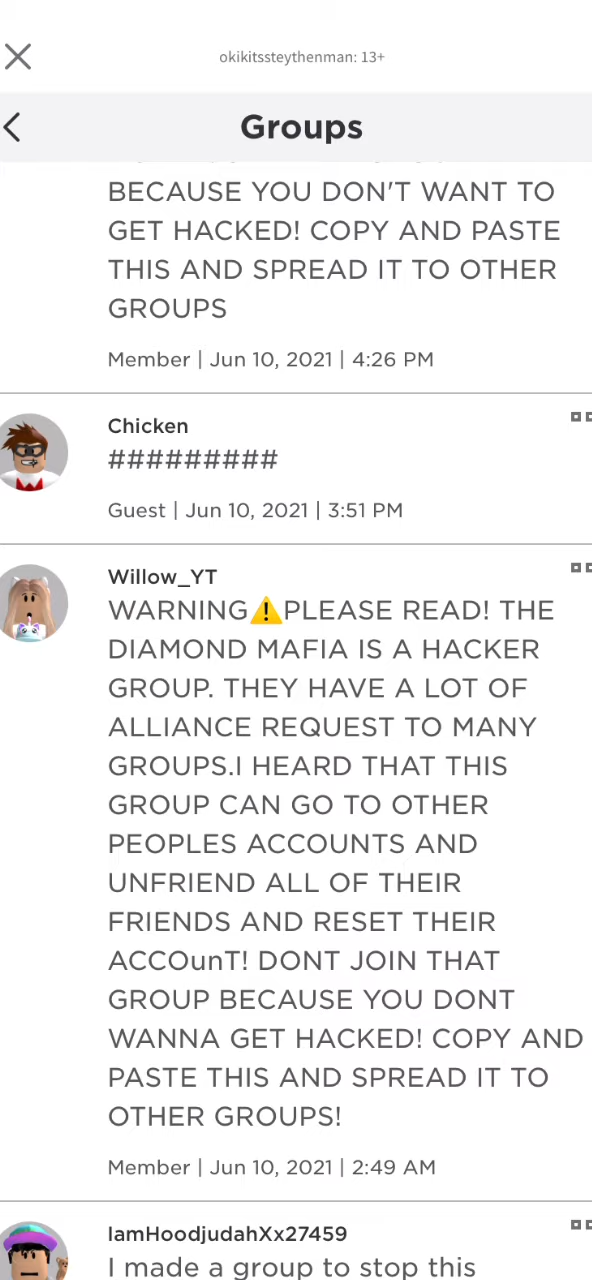 okikitssteythenman: 13+
Groups
BECAUSE YOU DON'T WANT TO
GET HACKED! COPY AND PASTE
THIS AND SPREAD IT TO OTHER
GROUPS
Member | Jun 10, 2021 | 4:26 PM
Chicken
#########
Guest | Jun 10, 2021 | 3:51 PM
Willow_YT
WARNING⚠️PLEASE READ! THE
DIAMOND MAFIA IS A HACKER
GROUP. THEY HAVE A LOT OF
ALLIANCE REQUEST TO MANY
GROUPS.I HEARD THAT THIS
GROUP CAN GO TO OTHER
PEOPLES ACCOUNTS AND
UNFRIEND ALL OF THEIR
FRIENDS AND RESET THEIR
ACCOunT! DONT JOIN THAT
GROUP BECAUSE YOU DONT
WANNA GET HACKED! COPY AND
PASTE THIS AND SPREAD IT TO
OTHER GROUPS!
Member | Jun 10, 2021 | 2:49 AM
IamHoodjudahXx27459
I made a group to stop this